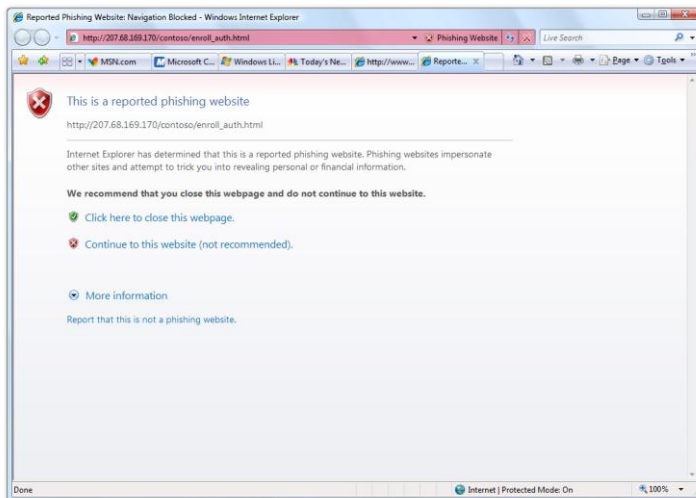 Reported Phishing Website: Navigation Blocked - Windows Internet Explorer
http://207.68.169.170/contoso/enroll_auth.html
Phishing Website
Live Search
MSN.com
Microsoft C...
Windows Li...
Today's Ne...
http://www...
Reporte...
Page
Tools
This is a reported phishing website
http://207.68.169.170/contoso/enroll_auth.html
Internet Explorer has determined that this is a reported phishing website. Phishing websites impersonate
other sites and attempt to trick you into revealing personal or financial information.
We recommend that you close this webpage and do not continue to this website.
Click here to close this webpage.
Continue to this website (not recommended).
More information
Report that this is not a phishing website.
Done
Internet | Protected Mode: On
100%